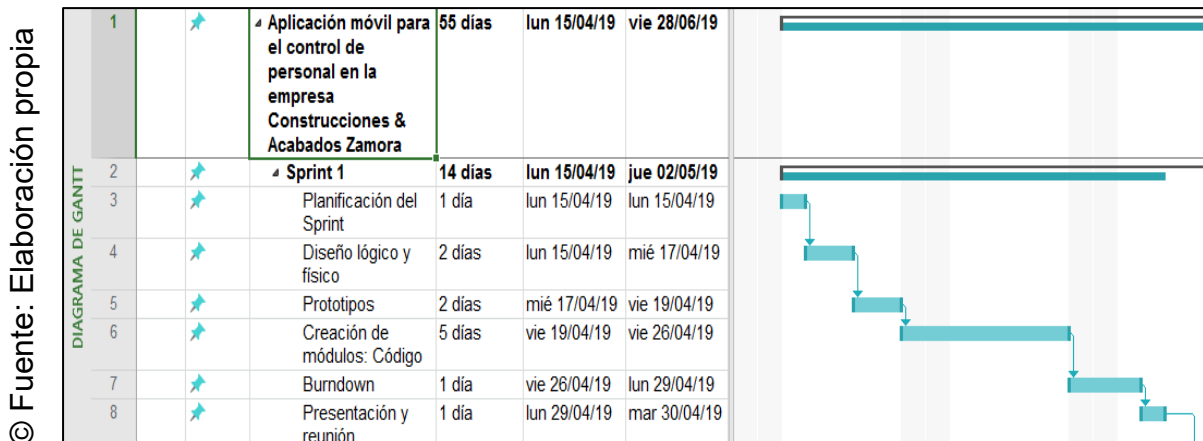 © Fuente: Elaboración propia
DIAGRAMA DE GANTT
1 Aplicación móvil para 55 días lun 15/04/19 vie 28/06/19
el control de
personal en la
empresa
Construcciones &
Acabados Zamora
2 Sprint 1 14 días lun 15/04/19 jue 02/05/19
3 Planificación del 1 día lun 15/04/19 lun 15/04/19
Sprint
4 Diseño lógico y 2 días lun 15/04/19 mié 17/04/19
físico
5 Prototipos 2 días mié 17/04/19 vie 19/04/19
6 Creación de 5 días vie 19/04/19 vie 26/04/19
módulos: Código
7 Burndown 1 día vie 26/04/19 lun 29/04/19
8 Presentación y 1 día lun 29/04/19 mar 30/04/19
reunión